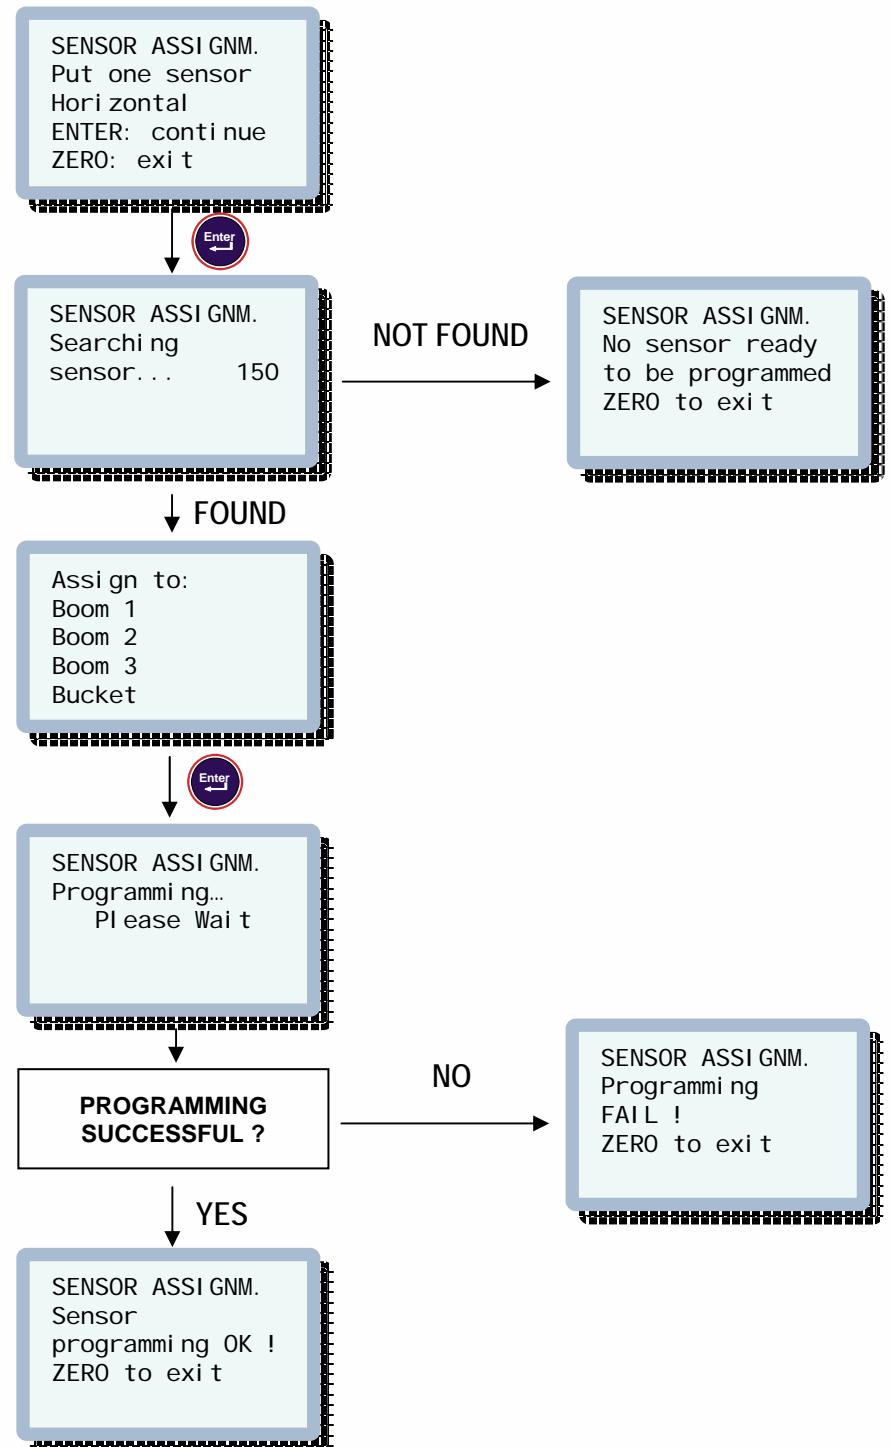 SENSOR ASSIGNM.
Put one sensor
Horizontal
ENTER: continue
ZERO: exit
Enter
SENSOR ASSIGNM.
Searching
sensor... 150
NOT FOUND
SENSOR ASSIGNM.
No sensor ready
to be programmed
ZERO to exit
FOUND
Assign to:
Boom 1
Boom 2
Boom 3
Bucket
Enter
SENSOR ASSIGNM.
Programming…
Please Wait
PROGRAMMING
SUCCESSFUL ?
NO
SENSOR ASSIGNM.
Programming
FAIL !
ZERO to exit
YES
SENSOR ASSIGNM.
Sensor
programming OK !
ZERO to exit